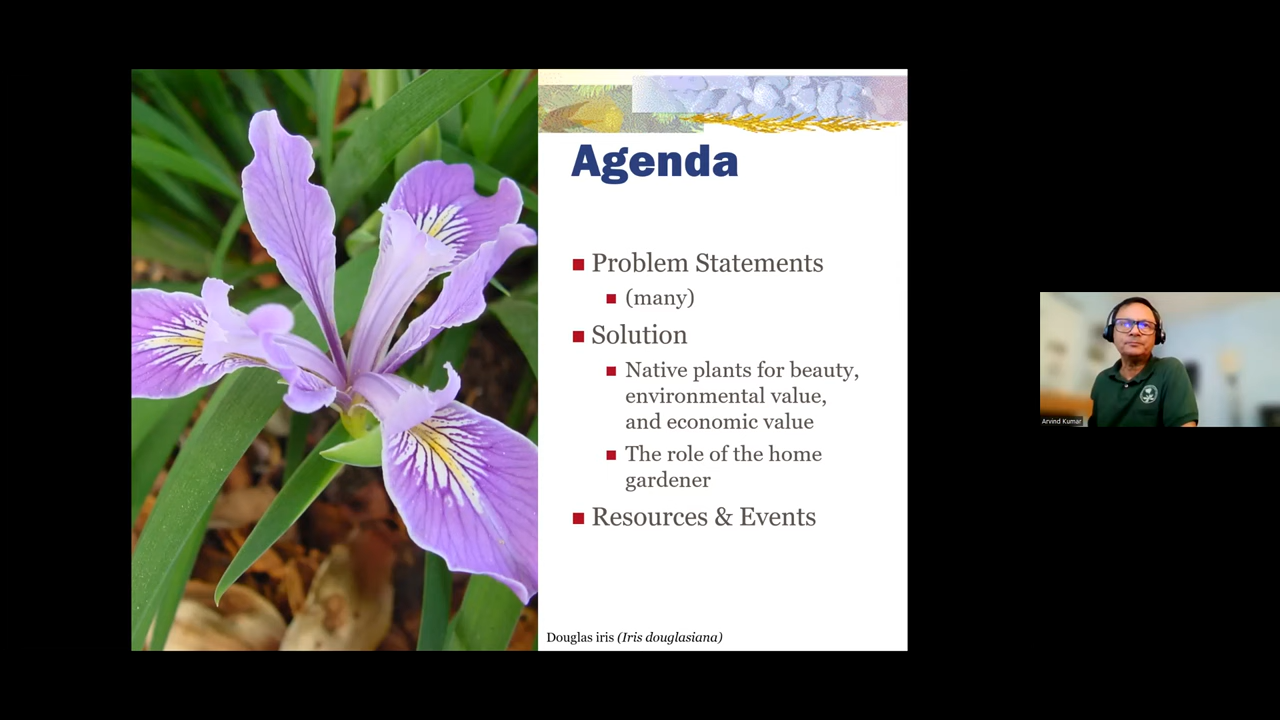 Agenda
Problem Statements
(many)
Solution
Native plants for beauty,
environmental value,
and economic value
The role of the home
gardener
Resources & Events
Douglas iris (Iris douglasiana)
Arvind Kumar